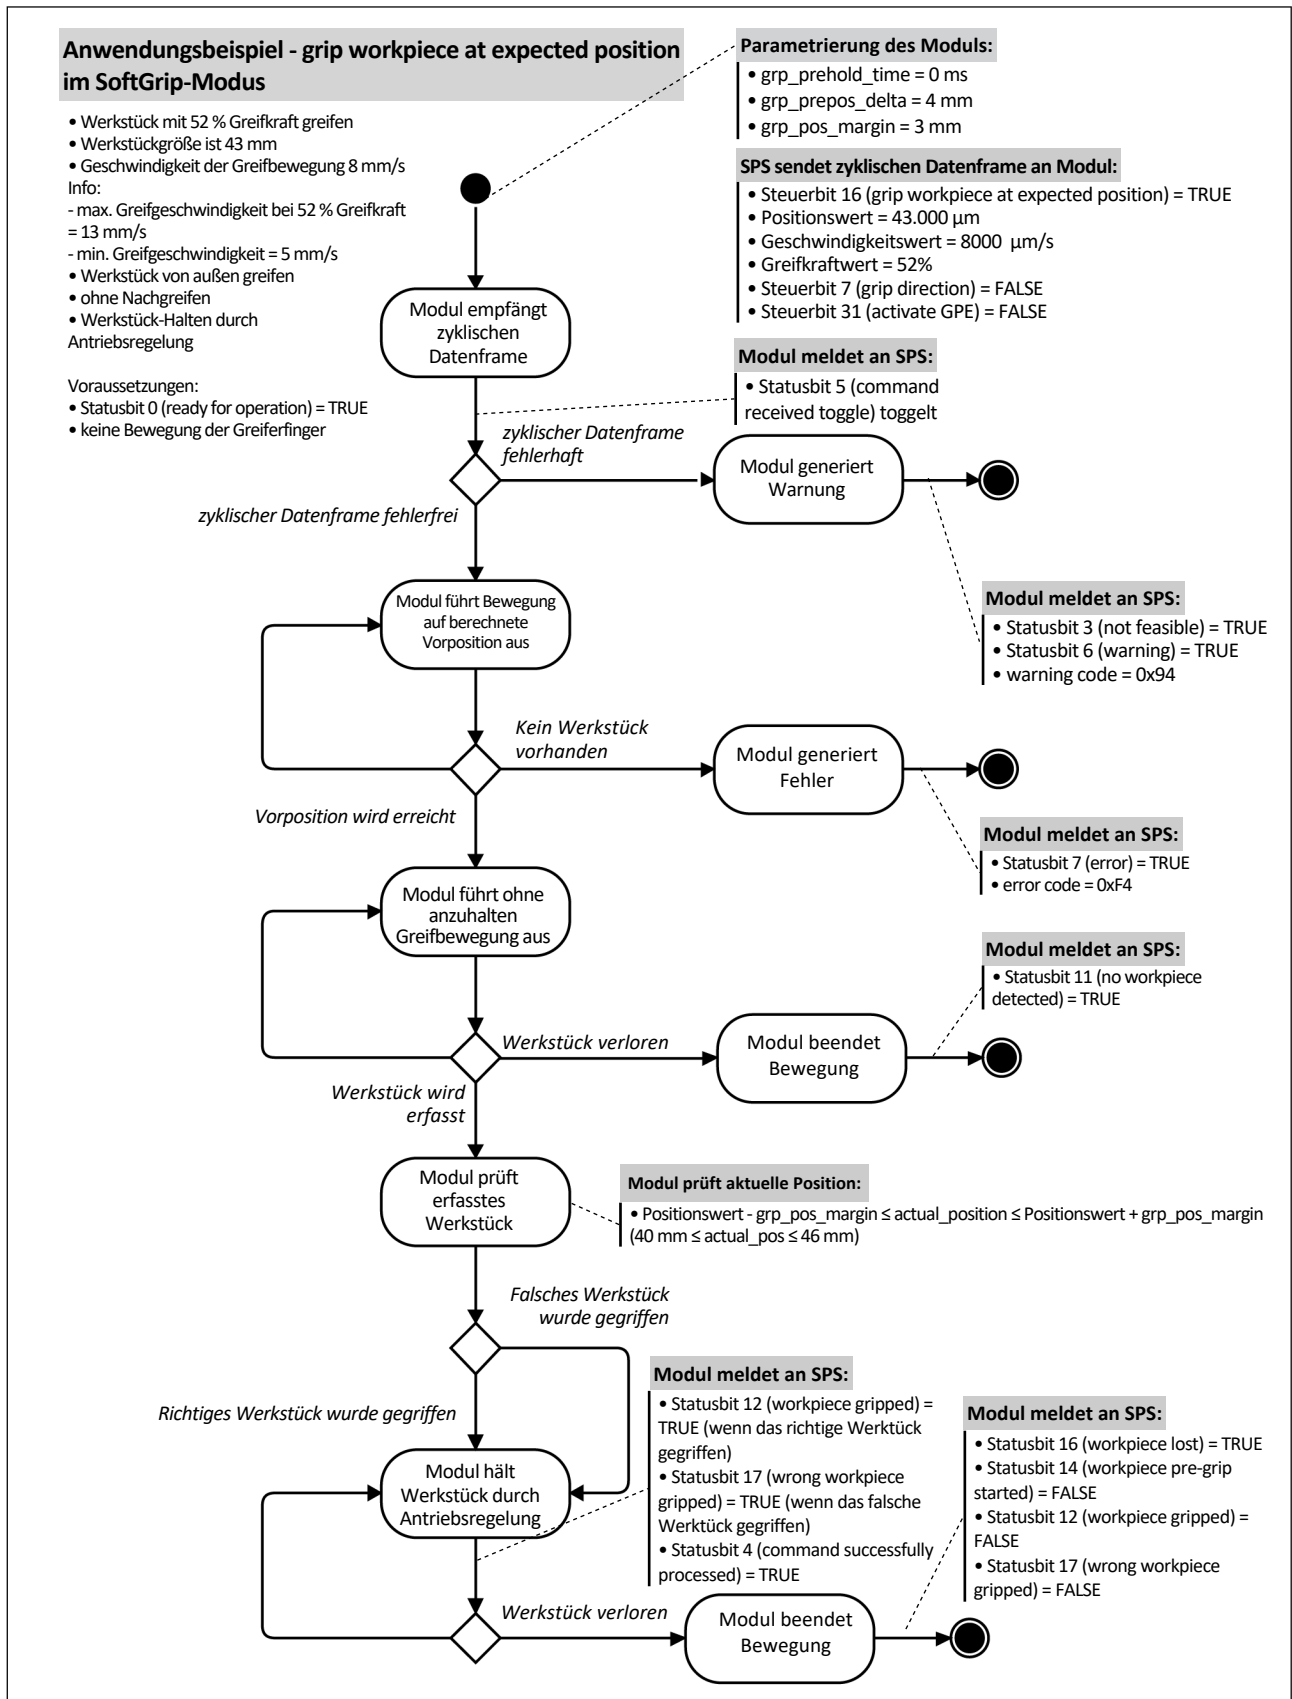 Anwendungsbeispiel - grip workpiece at expected position
im SoftGrip-Modus
• Werkstück mit 52 % Greifkraft greifen
• Werkstückgröße ist 43 mm
• Geschwindigkeit der Greifbewegung 8 mm/s
Info:
- max. Greifgeschwindigkeit bei 52 % Greifkraft
= 13 mm/s
- min. Greifgeschwindigkeit = 5 mm/s
• Werkstück von außen greifen
• ohne Nachgreifen
• Werkstück-Halten durch
Antriebsregelung
Voraussetzungen:
• Statusbit 0 (ready for operation) = TRUE
• keine Bewegung der Greiferfinger
Parametrierung des Moduls:
• grp_prehold_time = 0 ms
• grp_prepos_delta = 4 mm
• grp_pos_margin = 3 mm
SPS sendet zyklischen Datenframe an Modul:
• Steuerbit 16 (grip workpiece at expected position) = TRUE
• Positionswert = 43.000 µm
• Geschwindigkeitswert = 8000 µm/s
• Greifkraftwert = 52%
• Steuerbit 7 (grip direction) = FALSE
• Steuerbit 31 (activate GPE) = FALSE
Modul empfängt
zyklischen
Datenframe
Modul meldet an SPS:
• Statusbit 5 (command
received toggle) toggelt
zyklischer Datenframe
fehlerhaft
Modul generiert
Warnung
zyklischer Datenframe fehlerfrei
Modul meldet an SPS:
• Statusbit 3 (not feasible) = TRUE
• Statusbit 6 (warning) = TRUE
• warning code = 0x94
Modul führt Bewegung
auf berechnete
Vorposition aus
Kein Werkstück
vorhanden
Modul generiert
Fehler
Vorposition wird erreicht
Modul meldet an SPS:
• Statusbit 7 (error) = TRUE
• error code = 0xF4
Modul führt ohne
anzuhalten
Greifbewegung aus
Modul meldet an SPS:
• Statusbit 11 (no workpiece
detected) = TRUE
Werkstück verloren
Modul beendet
Bewegung
Werkstück wird
erfasst
Modul prüft
erfasstes
Werkstück
Modul prüft aktuelle Position:
• Positionswert - grp_pos_margin ≤ actual_position ≤ Positionswert + grp_pos_margin
(40 mm ≤ actual_pos ≤ 46 mm)
Falsches Werkstück
wurde gegriffen
Richtiges Werkstück wurde gegriffen
Modul hält
Werkstück durch
Antriebsregelung
Modul meldet an SPS:
• Statusbit 12 (workpiece gripped) =
TRUE (wenn das richtige Werktück
gegriffen)
• Statusbit 17 (wrong workpiece
gripped) = TRUE (wenn das falsche
Werktück gegriffen)
• Statusbit 4 (command successfully
processed) = TRUE
Modul meldet an SPS:
• Statusbit 16 (workpiece lost) = TRUE
• Statusbit 14 (workpiece pre-grip
started) = FALSE
• Statusbit 12 (workpiece gripped) =
FALSE
• Statusbit 17 (wrong workpiece
gripped) = FALSE
Werkstück verloren
Modul beendet
Bewegung